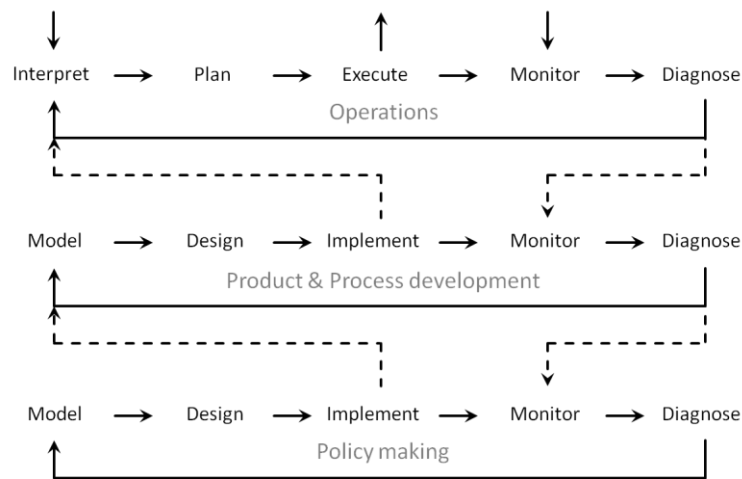 Interpret Plan Execute Monitor Diagnose
Operations
Model Design Implement Monitor Diagnose
Product & Process development
Model Design Implement Monitor Diagnose
Policy making